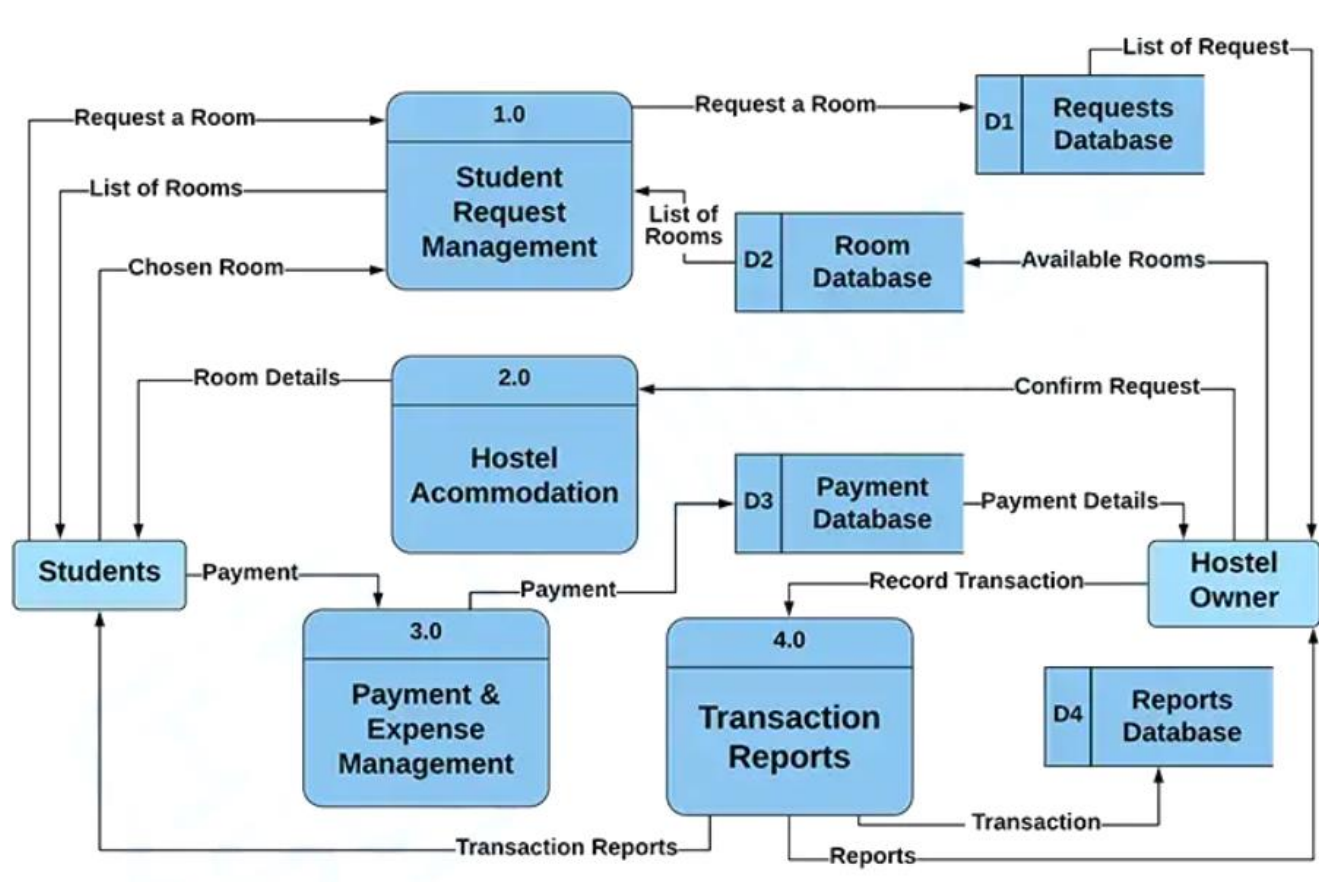 List of Request
Request a Room
1.0
Request a Room
D1
Requests
Database
List of Rooms
Student
Request
Management
List of
Rooms
D2
Room
Database
Available Rooms
Chosen Room
Room Details
2.0
Confirm Request
Hostel
Acommodation
D3
Payment
Database
Payment Details
Students
Payment
Payment
Record Transaction
Hostel
Owner
3.0
Payment &
Expense
Management
4.0
Transaction
Reports
D4
Reports
Database
Transaction
Transaction Reports
Reports